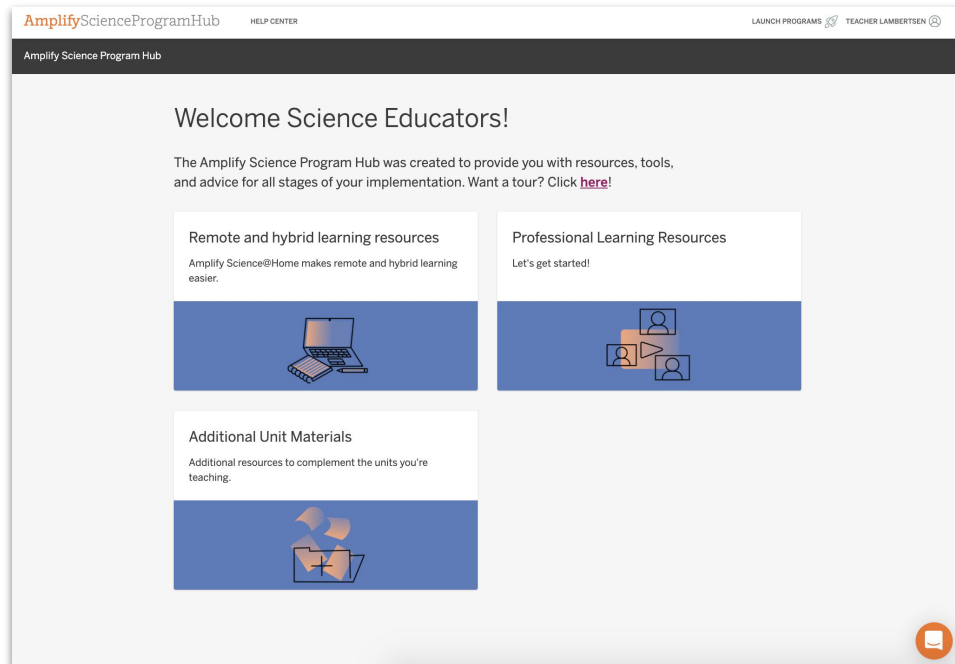 AmplifyScienceProgramHub
HELP CENTER
LAUNCH PROGRAMS
TEACHER LAMBERTSEN
Amplify Science Program Hub
Welcome Science Educators!
The Amplify Science Program Hub was created to provide you with resources, tools,
and advice for all stages of your implementation. Want a tour? Click here!
Remote and hybrid learning resources
Amplify Science@Home makes remote and hybrid learning
easier.
Professional Learning Resources
Let's get started!
Additional Unit Materials
Additional resources to complement the units you're
teaching.